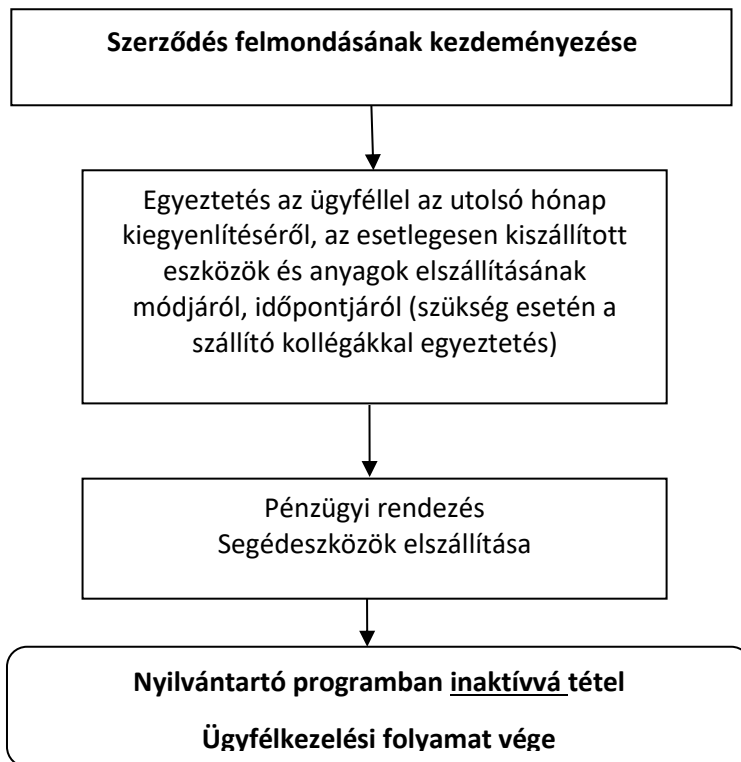 Szerződés felmondásának kezdeményezése
Egyeztetés az ügyféllel az utolsó hónap
kiegyenlítéséről, az esetlegesen kiszállított
eszközök és anyagok elszállításának
módjáról, időpontjáról (szükség esetén a
szállító kollégákkal egyeztetés)
Pénzügyi rendezés
Segédeszközök elszállítása
Nyilvántartó programban inaktívvá tétel
Ügyfélkezelési folyamat vége